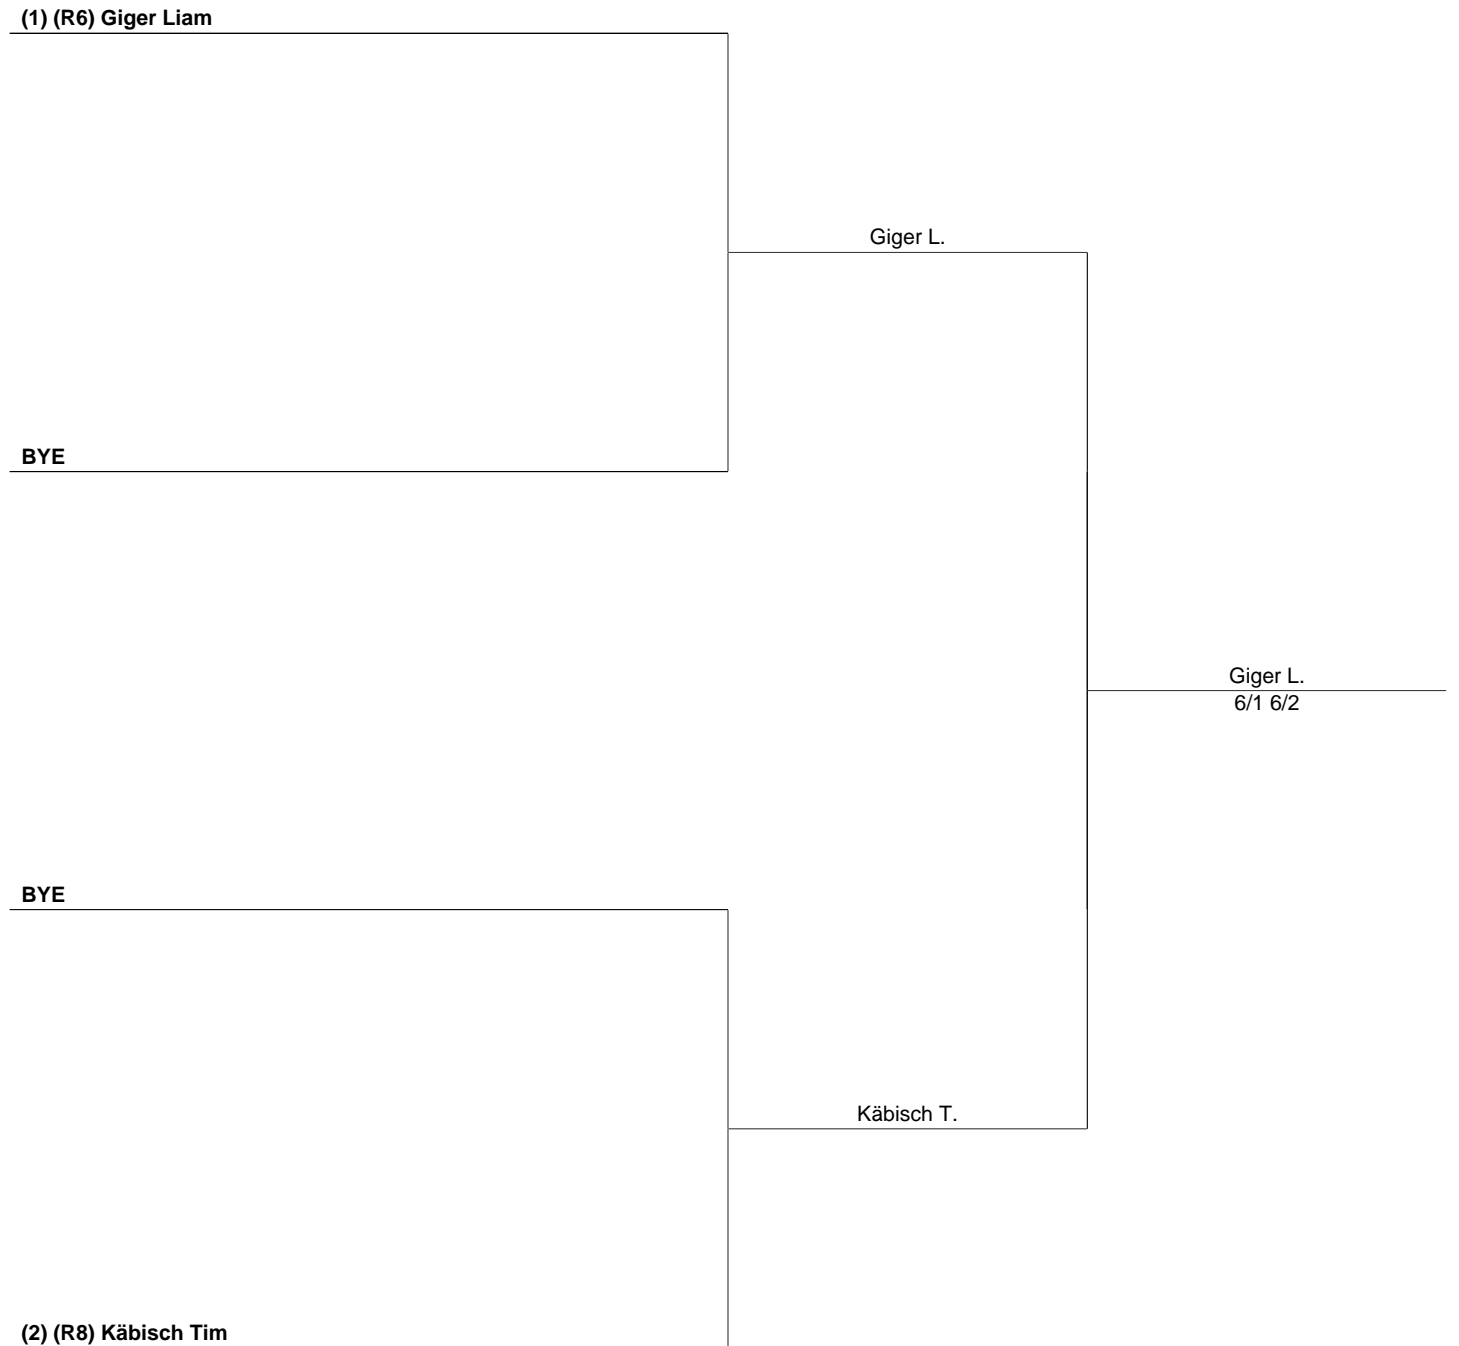 (1) (R6) Giger Liam
Giger L.
BYE
Giger L.
6/1 6/2
BYE
Käbisch T.
(2) (R8) Käbisch Tim